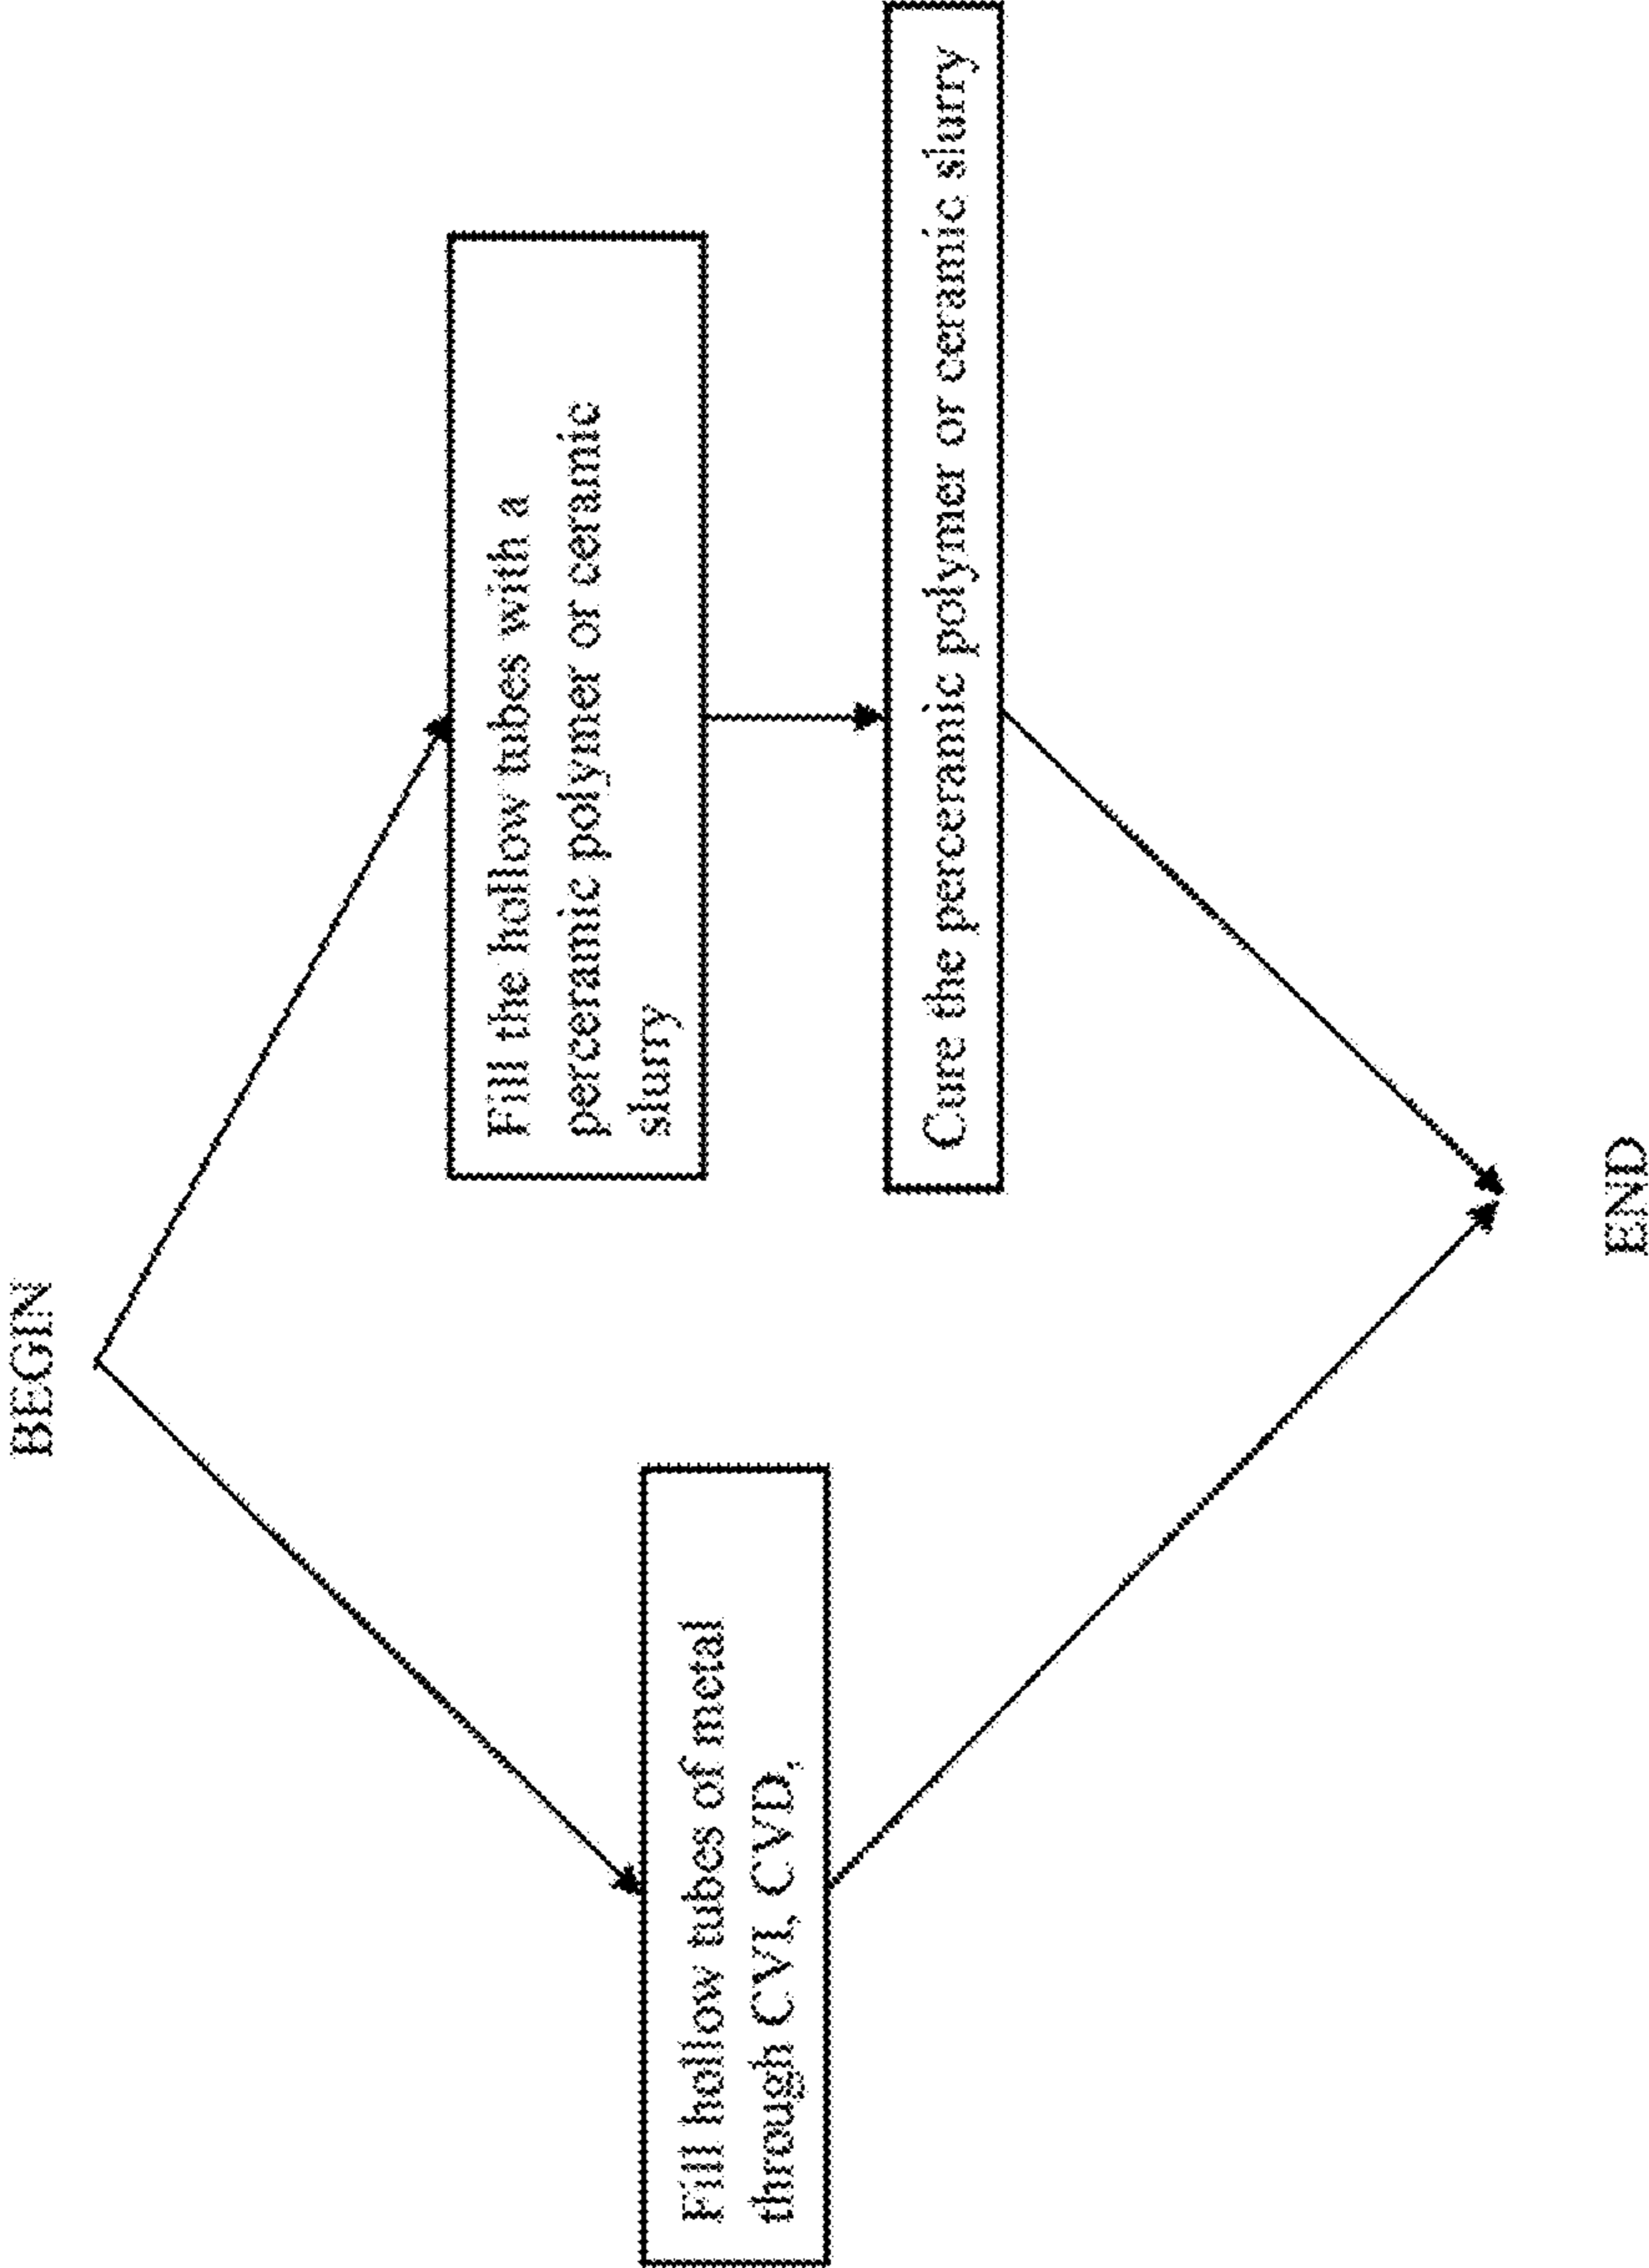 BEGIN
Fill hollow tubes of metal
through CVI, CVD,
Fill the hollow tubes with a
perceramic polymer or ceramic
slurry
Cure the perceramic polymer or ceramic slurry
END